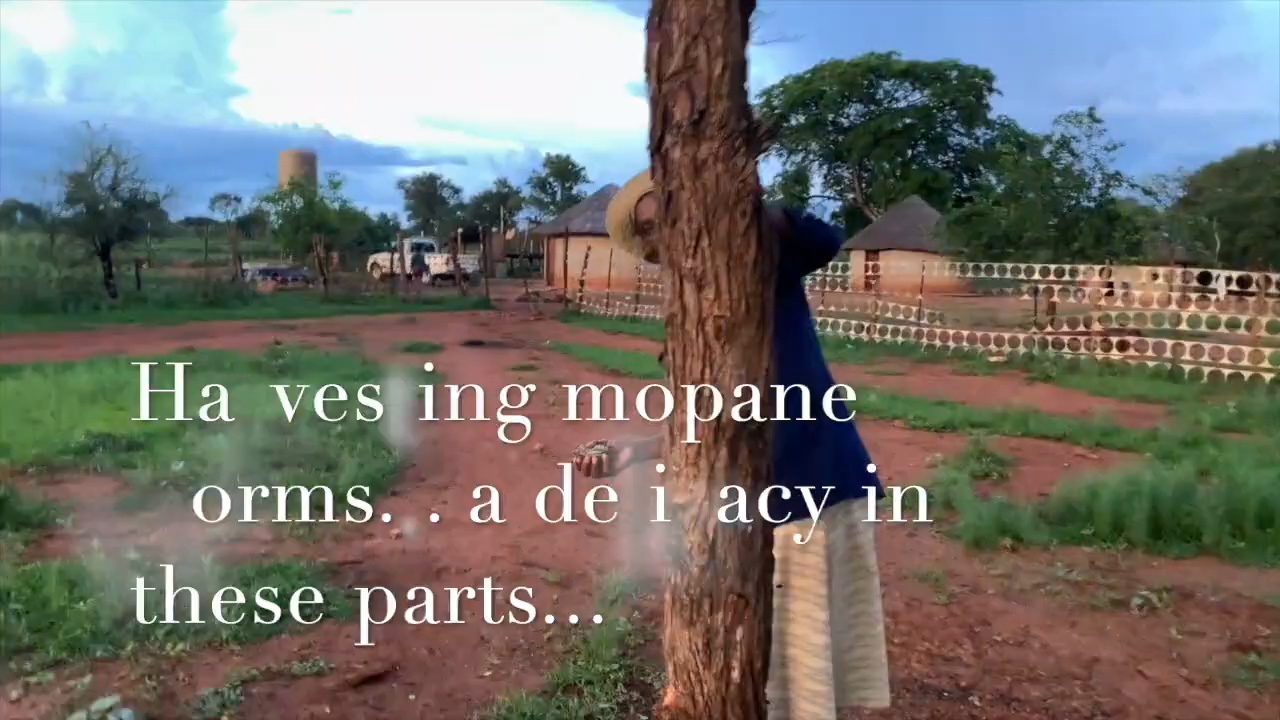 Ha ves ing mopane
orms. . a de i acy in
these parts...